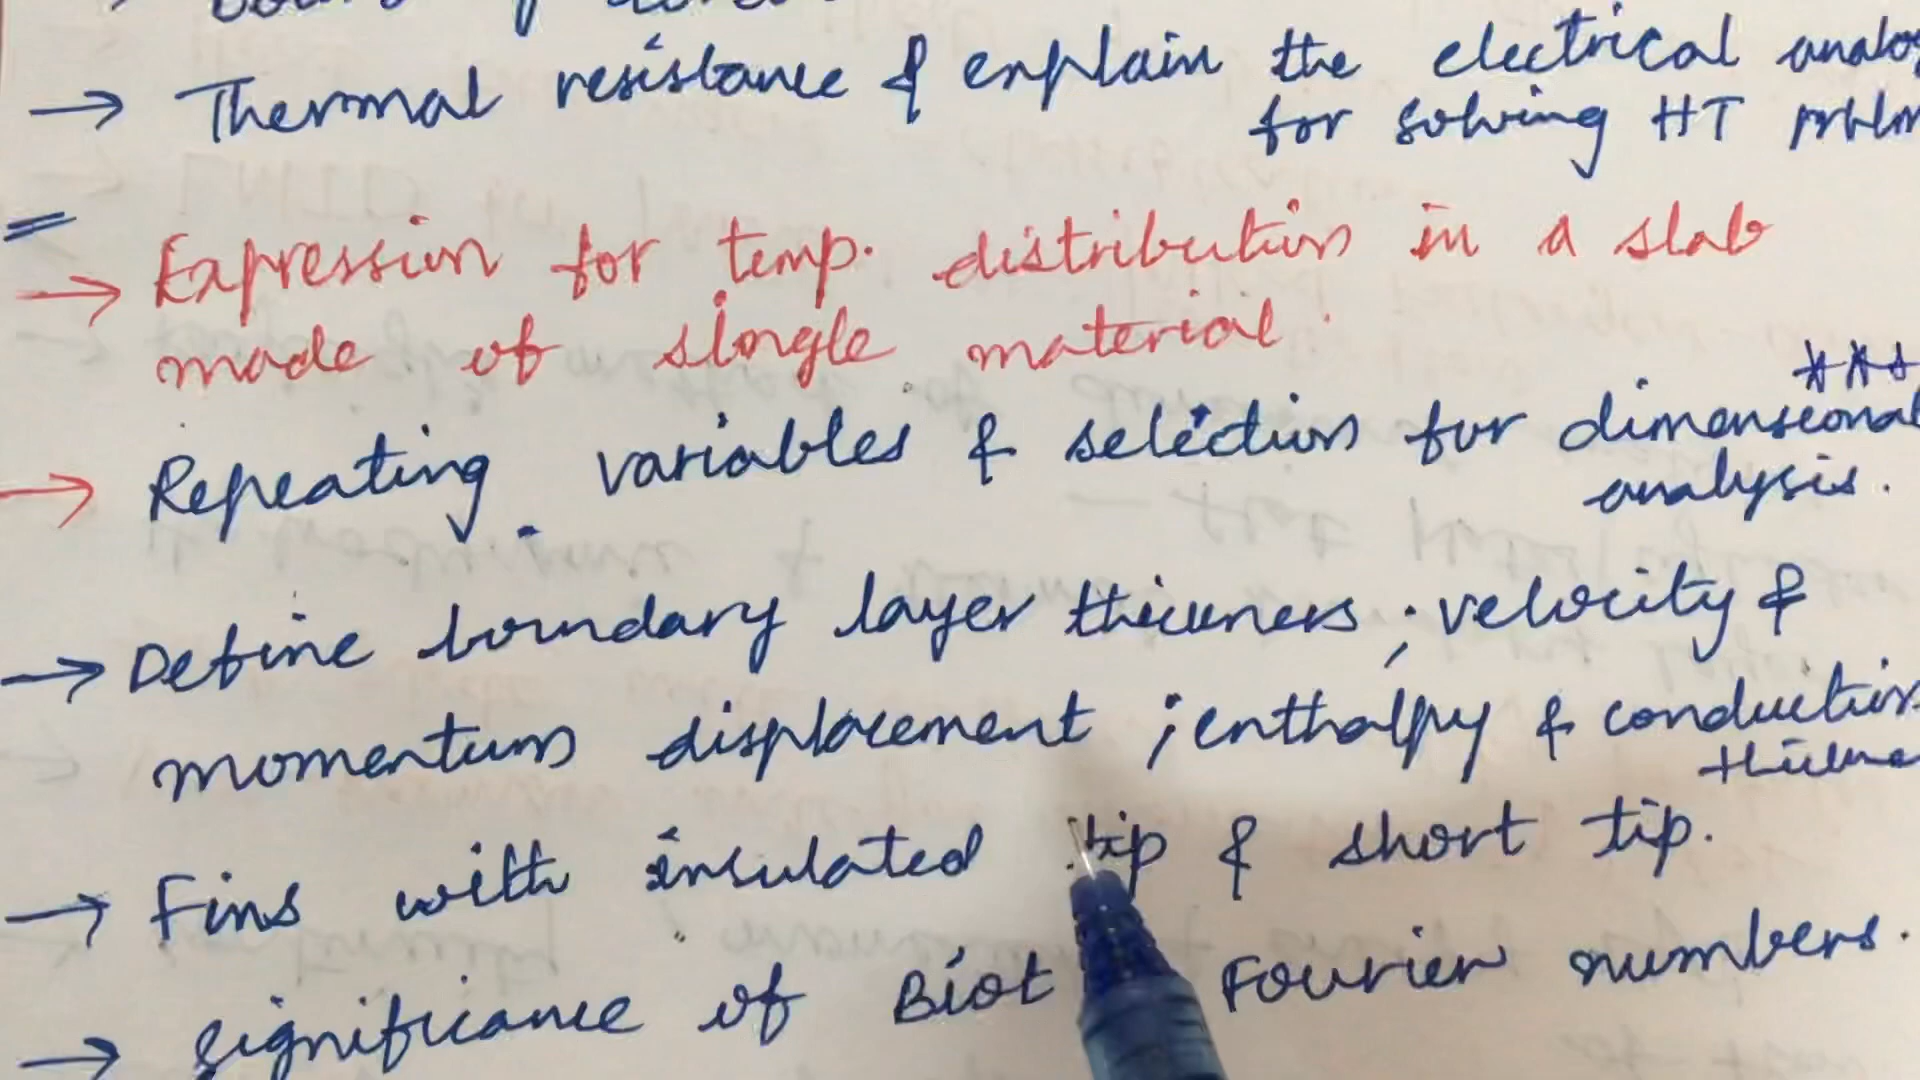 → Thermal resistance & explain the electrical
for solving HT
→ Expression for temp. distribution in a slab
made of single material.
***
→ Repeating variables & selection for dimensional
analysis.
→ Define boundary layer thickness ; velocity &
momentum displacement ; enthalpy & conduction
→ Fins with insulated tip & short tip.
→ significance of Biot Fourier numbers.